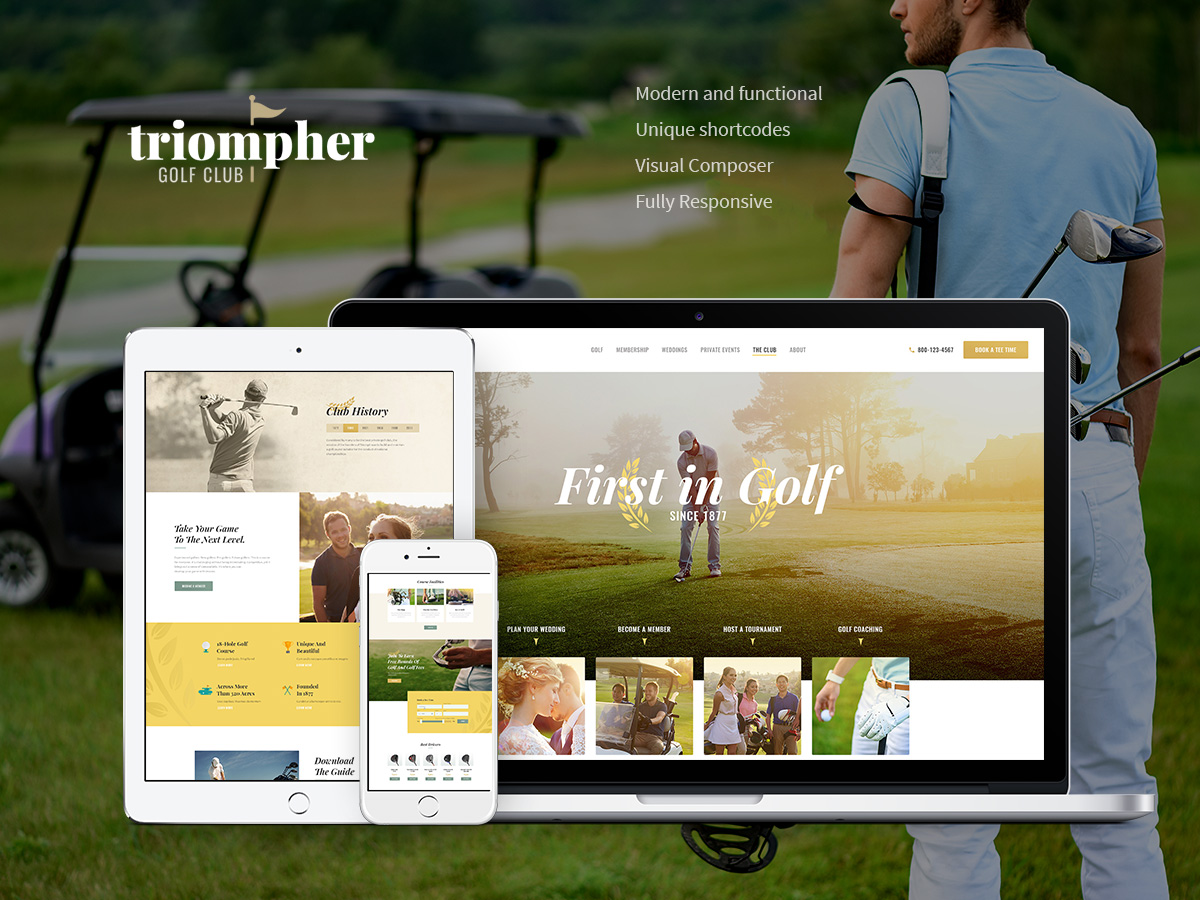 triompher
GOLF CLUB
Modern and functional
Unique shortcodes
Visual Composer
Fully Responsive
GOLF MEMBERSHIP WEDDINGS PRIVATE EVENTS THE CLUB ABOUT
800-123-4567
BOOK A TEE TIME
First in Golf
SINCE 1877
PLAN YOUR WEDDING
BECOME A MEMBER
HOST A TOURNAMENT
GOLF COACHING
Club History
Take Your Game
To The Next Level.
BECOME A MEMBER
18-Hole Golf
Course
Unique And
Beautiful
Across More
Than 320 Acres
Founded
In 1877
Download
The Guide
Course Facilities
Join To Earn
Free Rounds Of
Golf And Golf Fees
Best Drivers